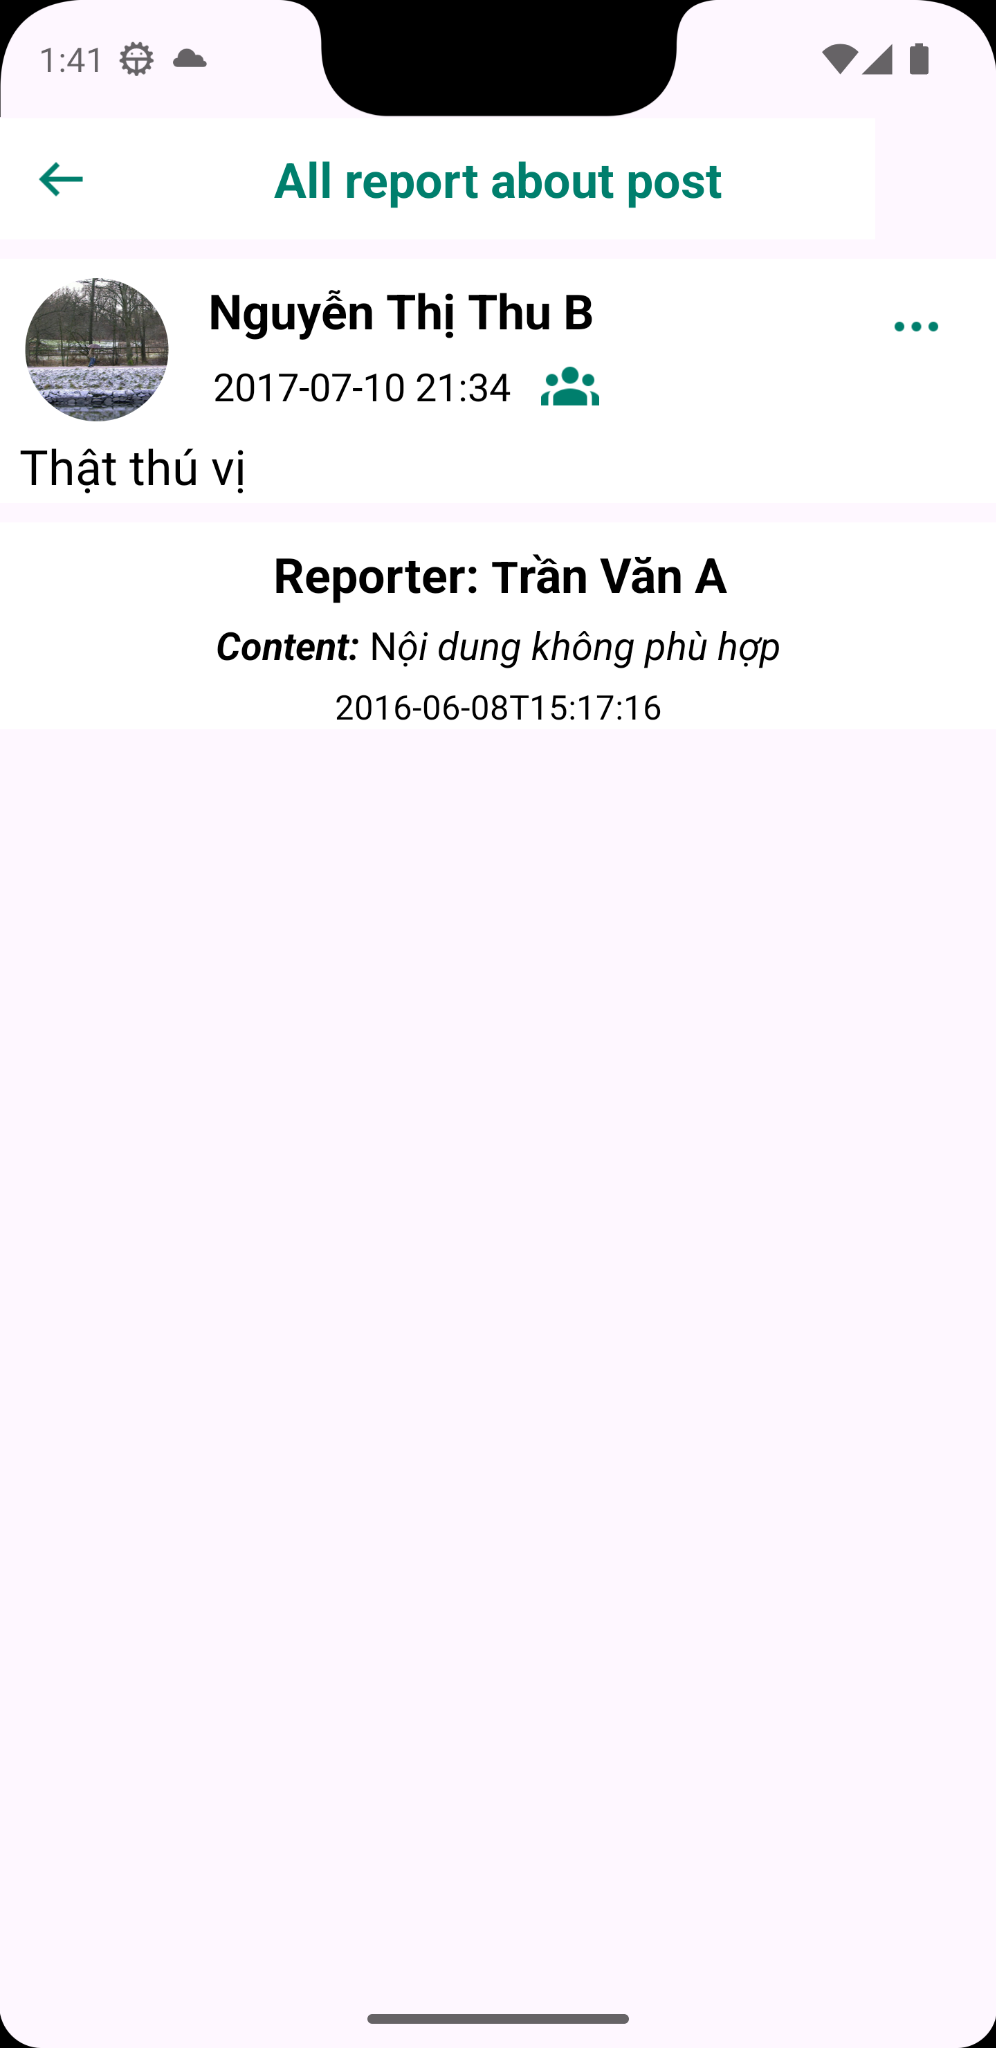 1:41
All report about post
Nguyễn Thị Thu B
2017-07-10 21:34
Thật thú vị
Reporter: Trần Văn A
Content: Nội dung không phù hợp
2016-06-08T15:17:16